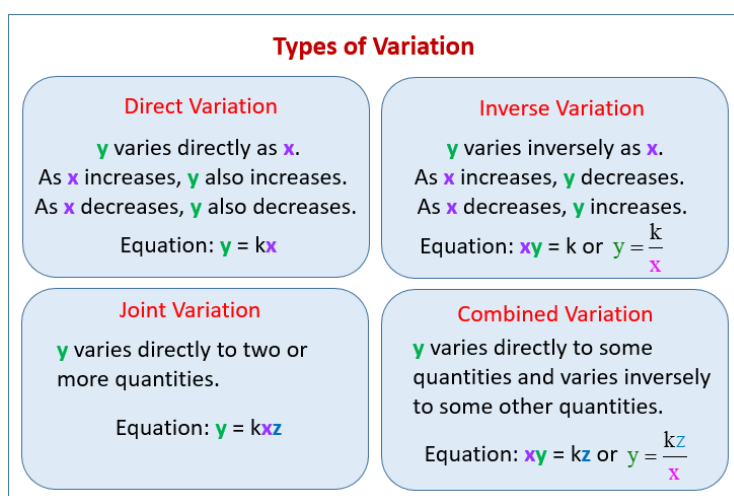 Types of Variation
Direct Variation
y varies directly as x.
As x increases, y also increases.
As x decreases, y also decreases.
Equation: y = kx
Inverse Variation
y varies inversely as x.
As x increases, y decreases.
As x decreases, y increases.
Equation: xy = k or y = k/x
Joint Variation
y varies directly to two or
more quantities.
Equation: y = kxz
Combined Variation
y varies directly to some
quantities and varies inversely
to some other quantities.
Equation: xy = kz or y = kz/x